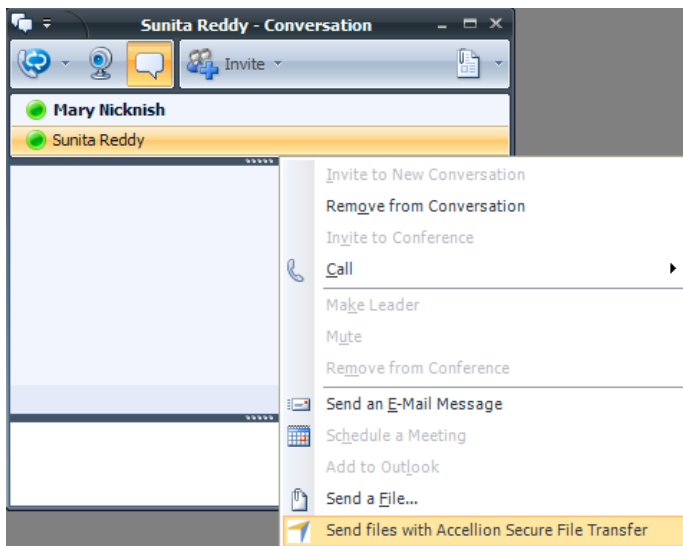 Sunita Reddy - Conversation
Invite
Mary Nicknish
Sunita Reddy
Invite to New Conversation
Remove from Conversation
Invite to Conference
Call
Make Leader
Mute
Remove from Conference
Send an E-Mail Message
Schedule a Meeting
Add to Outlook
Send a File...
Send files with Accellion Secure File Transfer